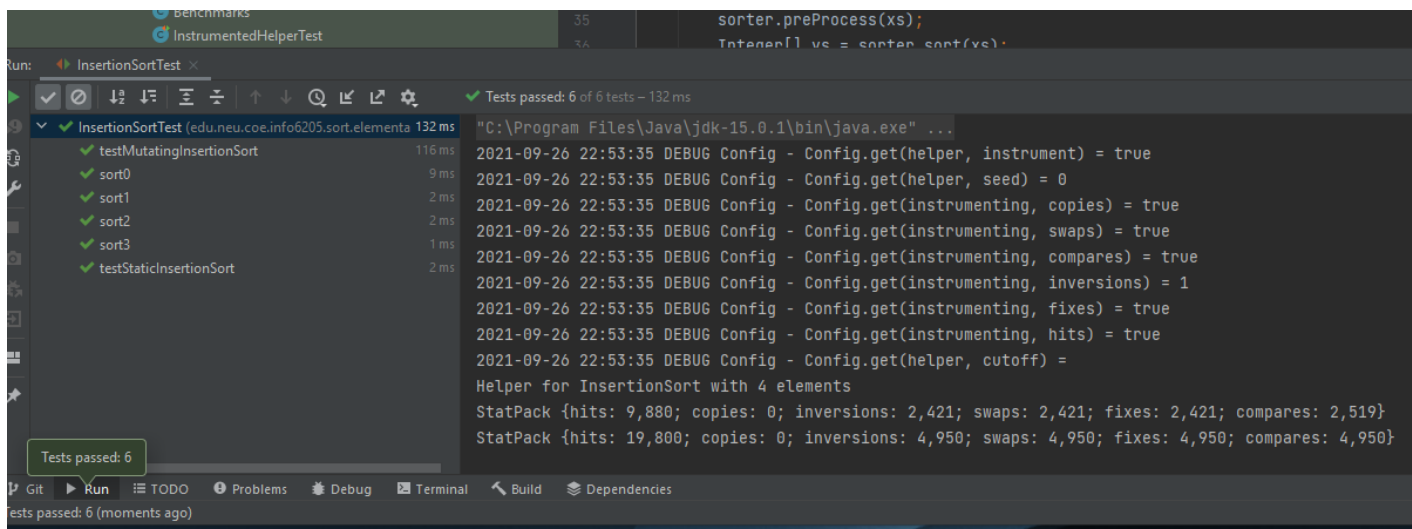 Benchmarks
InstrumentedHelperTest
35 sorter.preProcess(xs);
36 Integer[] ys = sorter.sort(xs);
Run: InsertionSortTest
Tests passed: 6 of 6 tests – 132 ms
InsertionSortTest (edu.neu.coe.info6205.sort.elementa 132 ms
testMutatingInsertionSort 116 ms
sort0 9 ms
sort1 2 ms
sort2 2 ms
sort3 1 ms
testStaticInsertionSort 2 ms
"C:\Program Files\Java\jdk-15.0.1\bin\java.exe" ...
2021-09-26 22:53:35 DEBUG Config - Config.get(helper, instrument) = true
2021-09-26 22:53:35 DEBUG Config - Config.get(helper, seed) = 0
2021-09-26 22:53:35 DEBUG Config - Config.get(instrumenting, copies) = true
2021-09-26 22:53:35 DEBUG Config - Config.get(instrumenting, swaps) = true
2021-09-26 22:53:35 DEBUG Config - Config.get(instrumenting, compares) = true
2021-09-26 22:53:35 DEBUG Config - Config.get(instrumenting, inversions) = 1
2021-09-26 22:53:35 DEBUG Config - Config.get(instrumenting, fixes) = true
2021-09-26 22:53:35 DEBUG Config - Config.get(instrumenting, hits) = true
2021-09-26 22:53:35 DEBUG Config - Config.get(helper, cutoff) =
Helper for InsertionSort with 4 elements
StatPack {hits: 9,880; copies: 0; inversions: 2,421; swaps: 2,421; fixes: 2,421; compares: 2,519}
StatPack {hits: 19,800; copies: 0; inversions: 4,950; swaps: 4,950; fixes: 4,950; compares: 4,950}
Tests passed: 6
Git Run TODO Problems Debug Terminal Build Dependencies
Tests passed: 6 (moments ago)